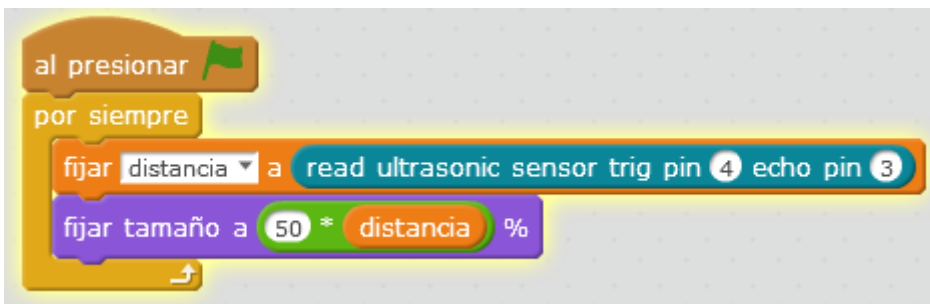 al presionar
por siempre
fijar distancia a read ultrasonic sensor trig pin 4 echo pin 3
fijar tamaño a 50 * distancia %